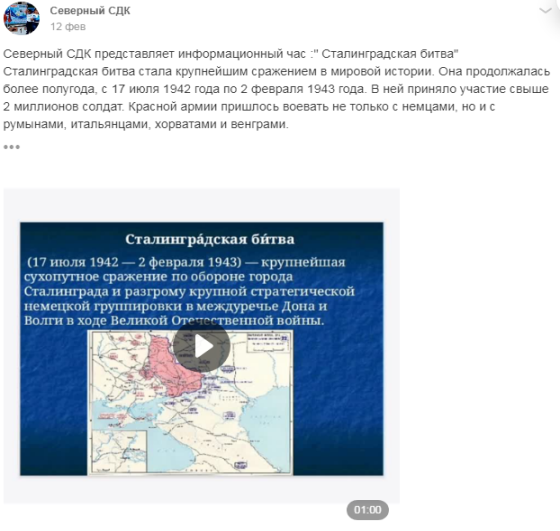 Северный СДК
12 фев
Северный СДК представляет информационный час :" Сталинградская битва"
Сталинградская битва стала крупнейшим сражением в мировой истории. Она продолжалась
более полугода, с 17 июля 1942 года по 2 февраля 1943 года. В ней приняло участие свыше
2 миллионов солдат. Красной армии пришлось воевать не только с немцами, но и с
румынами, итальянцами, хорватами и венграми.
•••
Сталингра́дская би́тва
(17 июля 1942 — 2 февраля 1943) — крупнейшая
сухопутное сражение по обороне города
Сталинграда и разгрому крупной стратегической
немецкой группировки в междуречье Дона и
Волги в ходе Великой Отечественной войны.
01:00